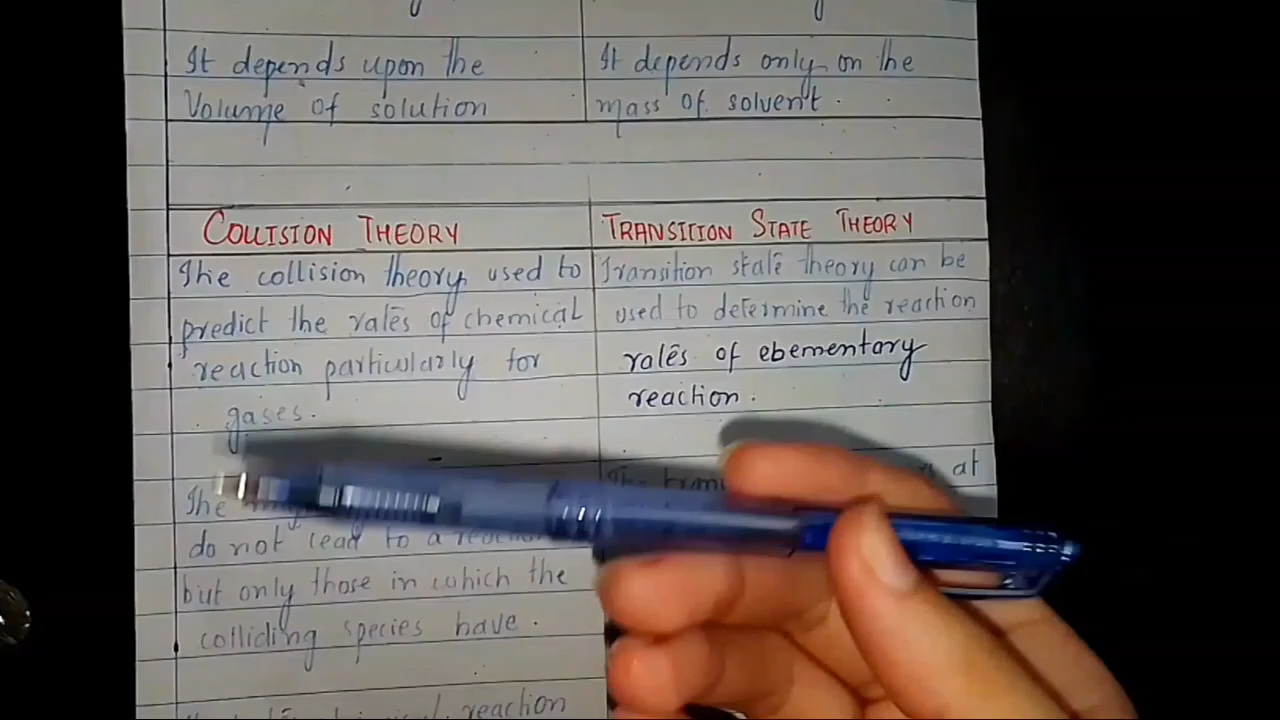 It depends upon the
Volume of solution
It depends only on the
mass of solvent.
COLLISION THEORY
The collision theory used to
predict the rates of chemical
reaction particularly for
gases.
The
do not lead to a
but only those in which the
colliding species have.
reaction
TRANSITION STATE THEORY
Transition state theory can be
used to determine the reaction
rates of ebementary
reaction.
at